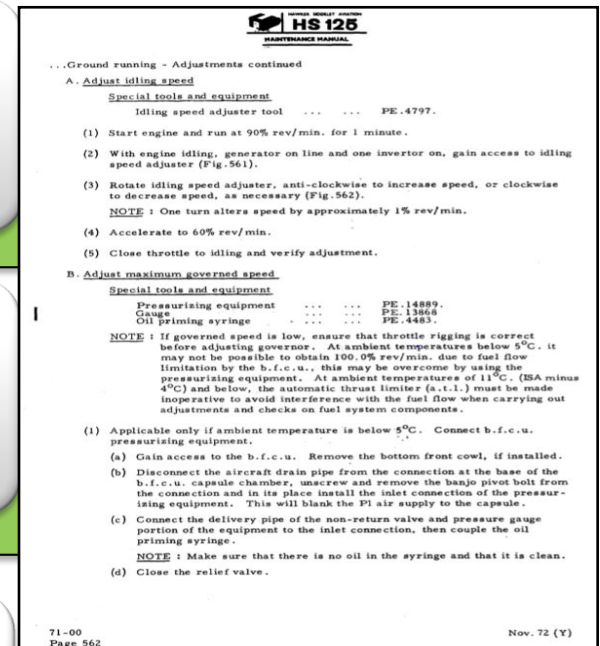 HAWKER SIDDELEY AVIATION
HS 125
MAINTENANCE MANUAL
...Ground running - Adjustments continued
A. Adjust idling speed
Special tools and equipment
Idling speed adjuster tool ... ... PE.4797.
(1) Start engine and run at 90% rev/min. for 1 minute.
(2) With engine idling, generator on line and one invertor on, gain access to idling
speed adjuster (Fig.561).
(3) Rotate idling speed adjuster, anti-clockwise to increase speed, or clockwise
to decrease speed, as necessary (Fig.562).
NOTE : One turn alters speed by approximately 1% rev/min.
(4) Accelerate to 60% rev/min.
(5) Close throttle to idling and verify adjustment.
B. Adjust maximum governed speed
Special tools and equipment
Pressurizing equipment ... ... PE.14889.
Gauge ... ... PE.13868
Oil priming syringe ... ... PE.4483.
NOTE : If governed speed is low, ensure that throttle rigging is correct
before adjusting governor. At ambient temperatures below 5°C. it
may not be possible to obtain 100.0% rev/min. due to fuel flow
limitation by the b.f.c.u., this may be overcome by using the
pressurizing equipment. At ambient temperatures of 11°C. (ISA minus
4°C) and below, the automatic thrust limiter (a.t.l.) must be made
inoperative to avoid interference with the fuel flow when carrying out
adjustments and checks on fuel system components.
(1) Applicable only if ambient temperature is below 5°C. Connect b.f.c.u.
pressurizing equipment.
(a) Gain access to the b.f.c.u. Remove the bottom front cowl, if installed.
(b) Disconnect the aircraft drain pipe from the connection at the base of the
b.f.c.u. capsule chamber, unscrew and remove the banjo pivot bolt from
the connection and in its place install the inlet connection of the pressur-
izing equipment. This will blank the P1 air supply to the capsule.
(c) Connect the delivery pipe of the non-return valve and pressure gauge
portion of the equipment to the inlet connection, then couple the oil
priming syringe.
NOTE : Make sure that there is no oil in the syringe and that it is clean.
(d) Close the relief valve.
71-00
Page 562
Nov. 72 (Y)